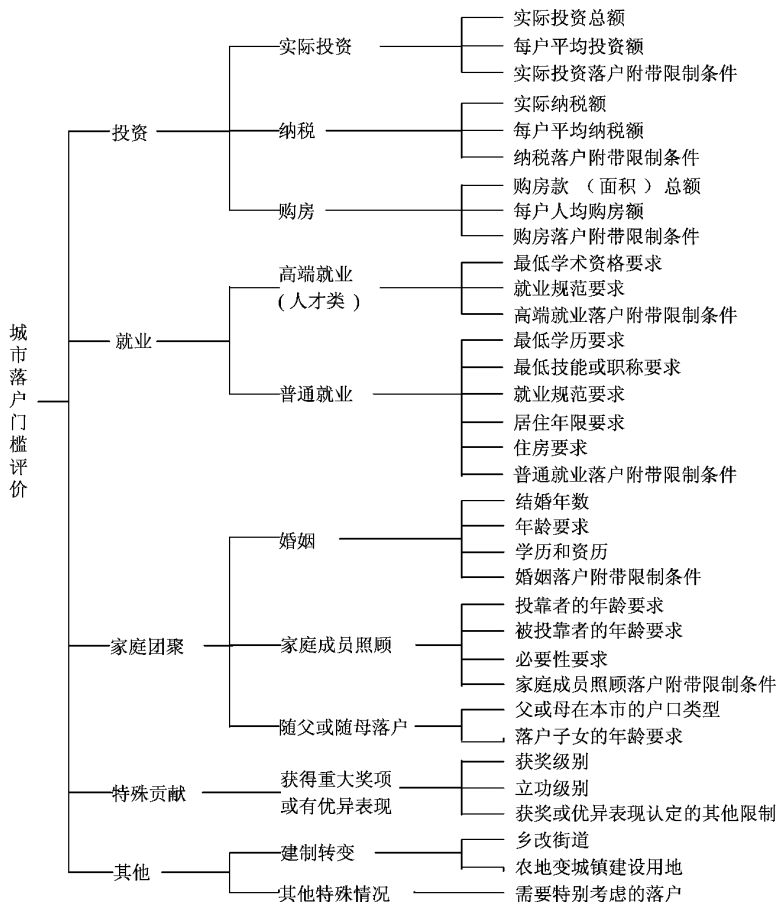 城市落户门槛评价
投资
实际投资
实际投资总额
每户平均投资额
实际投资落户附带限制条件
纳税
实际纳税额
每户平均纳税额
纳税落户附带限制条件
购房
购房款 （面积 ）总额
每户人均购房额
购房落户附带限制条件
就业
高端就业
( 人才类 )
最低学术资格要求
就业规范要求
高端就业落户附带限制条件
普通就业
最低学历要求
最低技能或职称要求
就业规范要求
居住年限要求
住房要求
普通就业落户附带限制条件
家庭团聚
婚姻
结婚年数
年龄要求
学历和资历
婚姻落户附带限制条件
家庭成员照顾
投靠者的年龄要求
被投靠者的年龄要求
必要性要求
家庭成员照顾落户附带限制条件
随父或随母落户
父或母在本市的户口类型
落户子女的年龄要求
特殊贡献
获得重大奖项
或有优异表现
获奖级别
立功级别
获奖或优异表现认定的其他限制
其他
建制转变
乡改街道
农地变城镇建设用地
其他特殊情况
需要特别考虑的落户